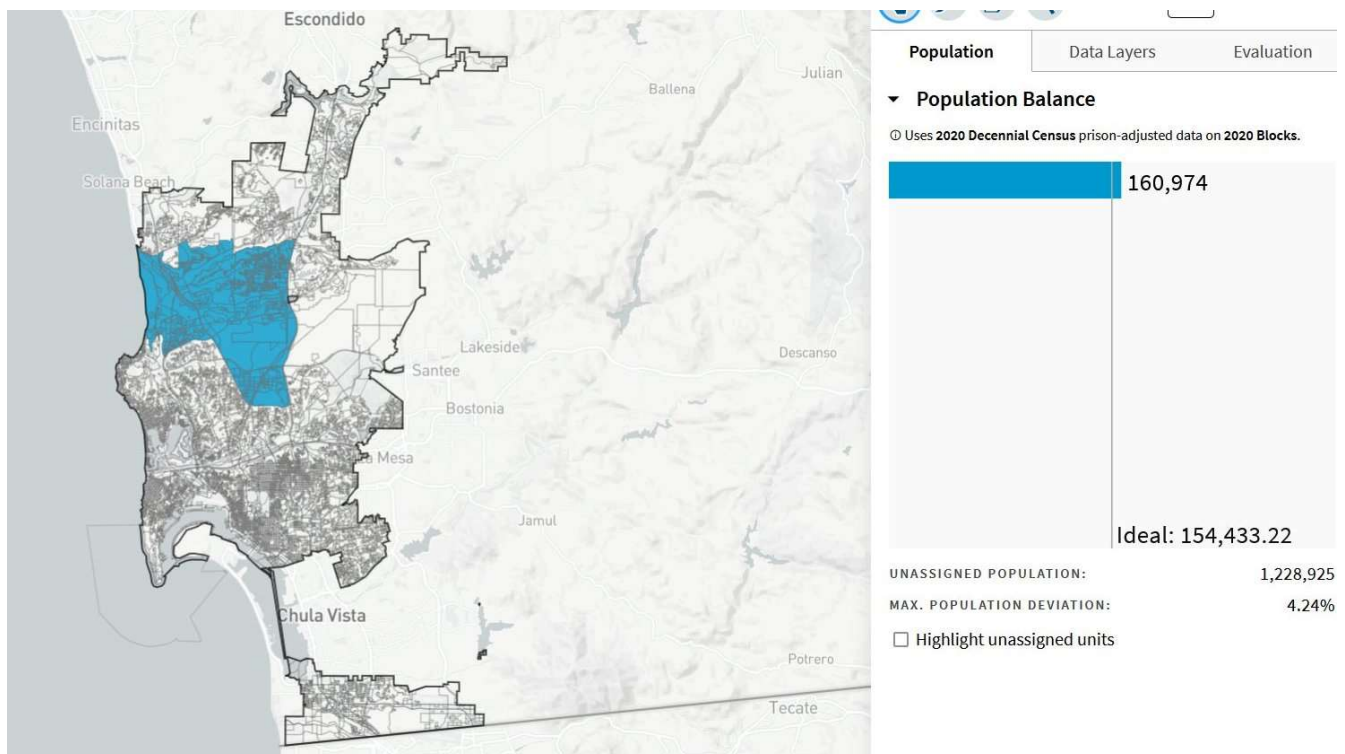 Escondido
Julian
Ballena
Encinitas
Solana Beach
Lakeside
Descanso
Santee
Bostonia
Mesa
Jamul
Chula Vista
Potrero
Tecate
Population
Data Layers
Evaluation
Population Balance
Uses 2020 Decennial Census prison-adjusted data on 2020 Blocks.
160,974
Ideal: 154,433.22
UNASSIGNED POPULATION: 1,228,925
MAX. POPULATION DEVIATION: 4.24%
Highlight unassigned units